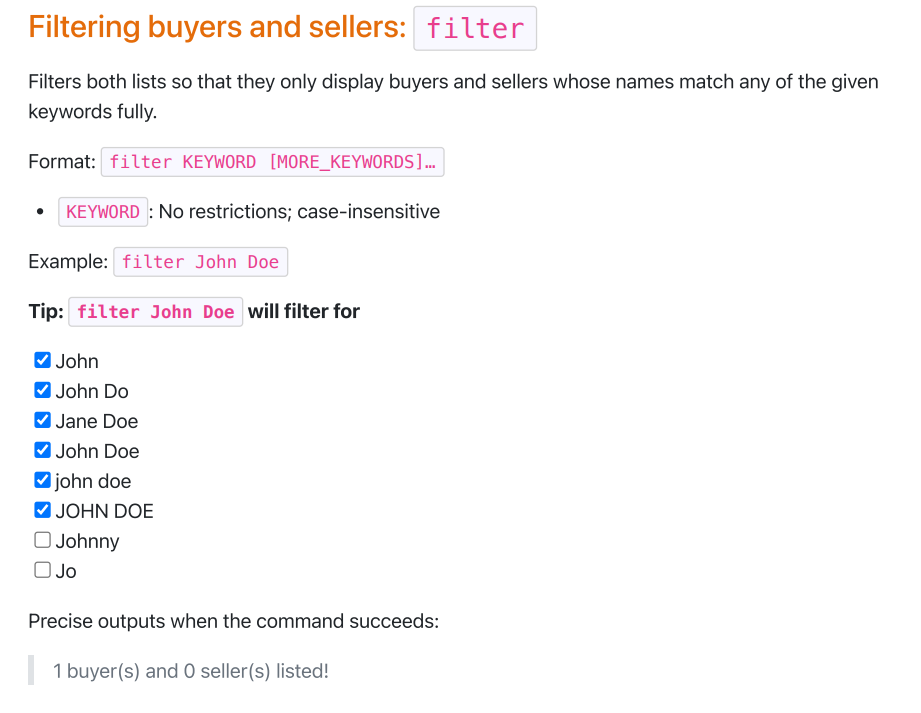 Filtering buyers and sellers: filter
Filters both lists so that they only display buyers and sellers whose names match any of the given
keywords fully.
Format: filter KEYWORD [MORE_KEYWORDS]…
• KEYWORD: No restrictions; case-insensitive
Example: filter John Doe
Tip: filter John Doe will filter for
John
John Do
Jane Doe
John Doe
john doe
JOHN DOE
Johnny
Jo
Precise outputs when the command succeeds:
1 buyer(s) and 0 seller(s) listed!